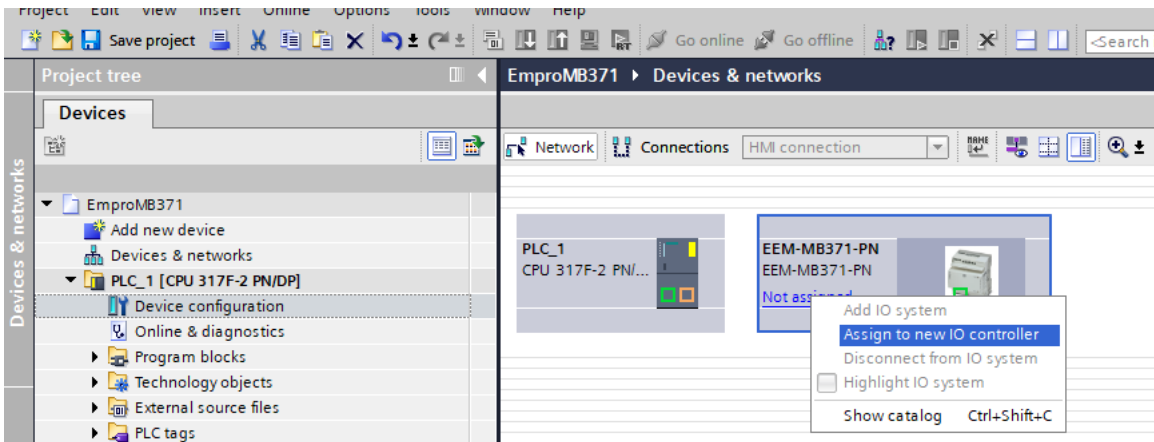 Project Edit View Insert Online Options Tools Window Help
Save project Go online Go offline <Search
Project tree
EmproMB371 ▸ Devices & networks
Devices
Network Connections HMI connection
Devices & networks
EmproMB371
Add new device
Devices & networks
PLC_1 [CPU 317F-2 PN/DP]
Device configuration
Online & diagnostics
Program blocks
Technology objects
External source files
PLC tags
PLC_1
CPU 317F-2 PN/...
EEM-MB371-PN
EEM-MB371-PN
Not assigned
Add IO system
Assign to new IO controller
Disconnect from IO system
Highlight IO system
Show catalog Ctrl+Shift+C